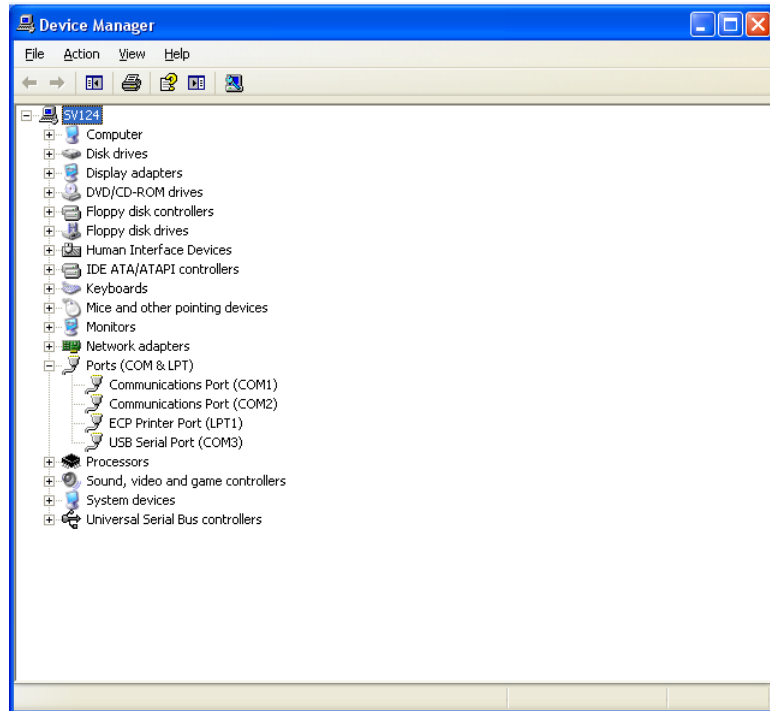 Device Manager
File Action View Help
SV124
Computer
Disk drives
Display adapters
DVD/CD-ROM drives
Floppy disk controllers
Floppy disk drives
Human Interface Devices
IDE ATA/ATAPI controllers
Keyboards
Mice and other pointing devices
Monitors
Network adapters
Ports (COM & LPT)
Communications Port (COM1)
Communications Port (COM2)
ECP Printer Port (LPT1)
USB Serial Port (COM3)
Processors
Sound, video and game controllers
System devices
Universal Serial Bus controllers